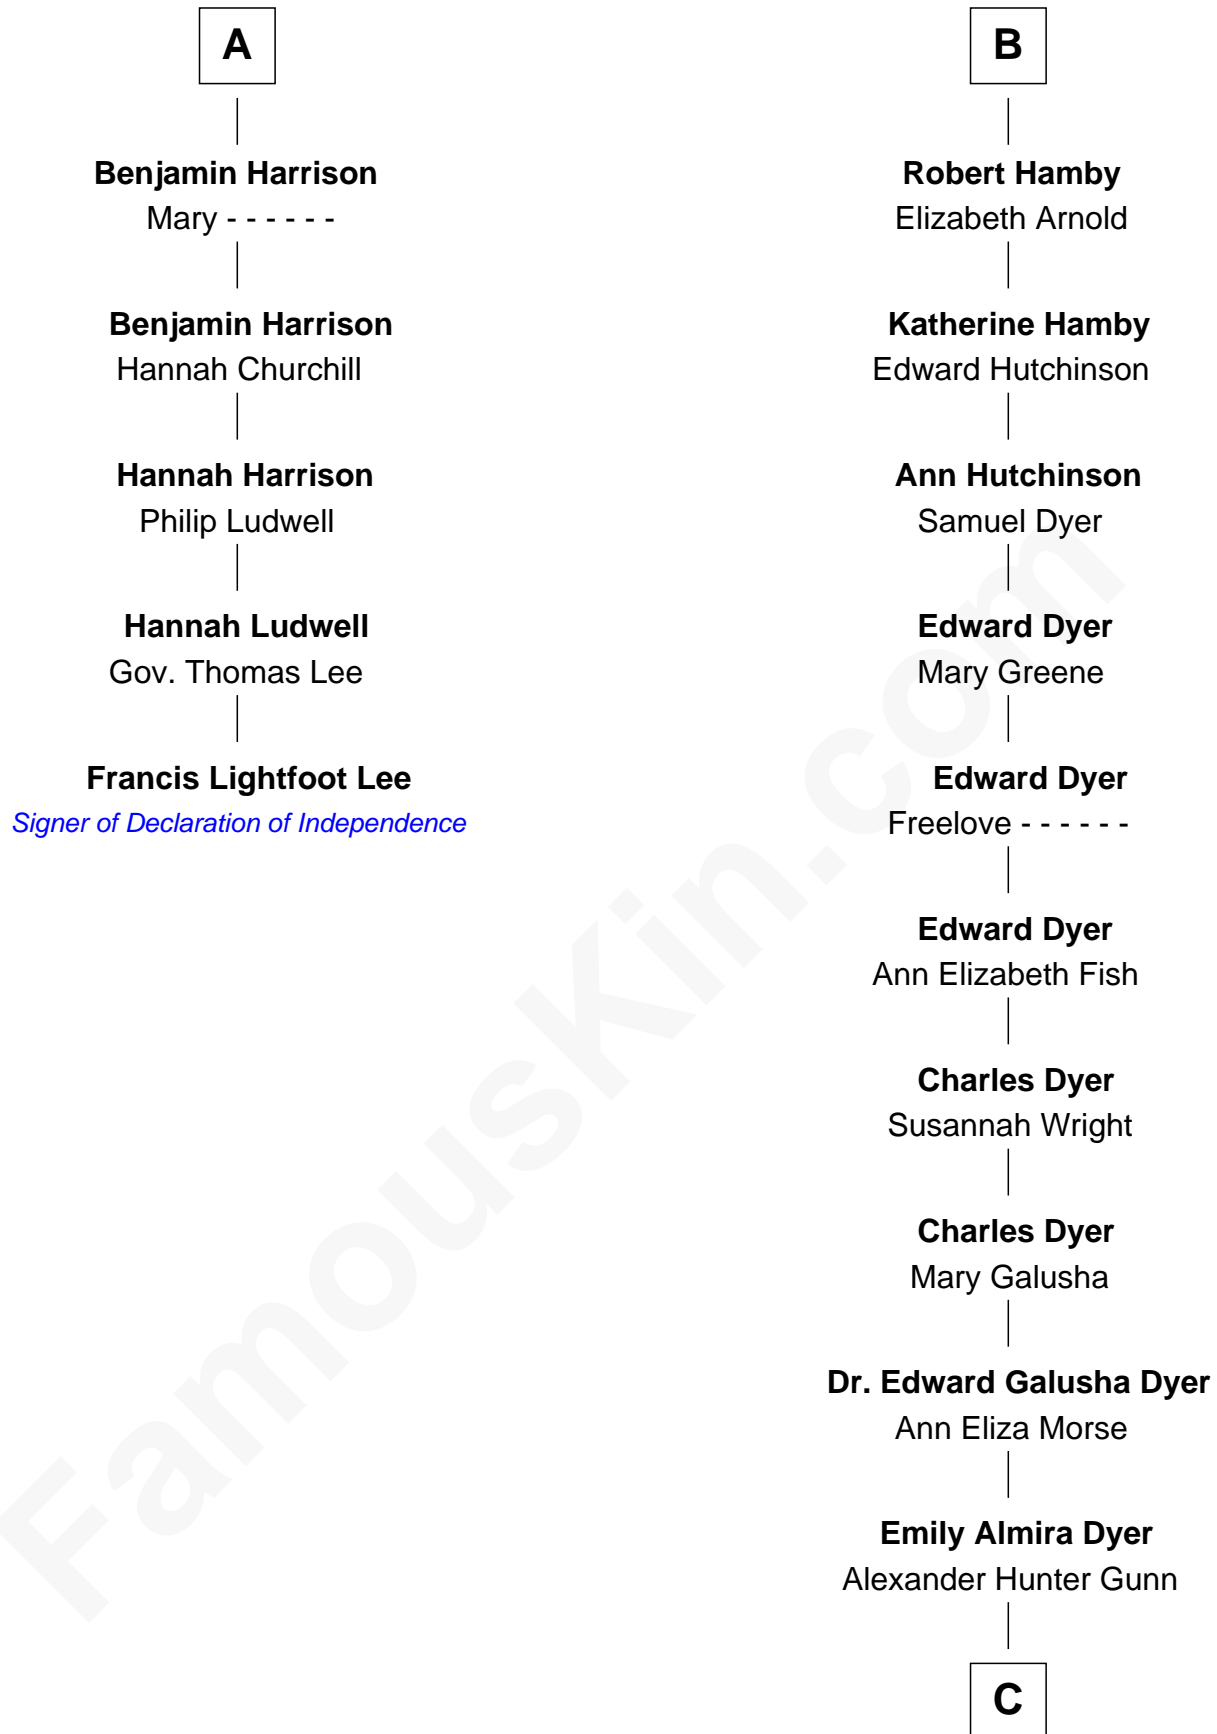 A
Benjamin Harrison
Mary - - - - - -
Benjamin Harrison
Hannah Churchill
Hannah Harrison
Philip Ludwell
Hannah Ludwell
Gov. Thomas Lee
Francis Lightfoot Lee
Signer of Declaration of Independence
B
Robert Hamby
Elizabeth Arnold
Katherine Hamby
Edward Hutchinson
Ann Hutchinson
Samuel Dyer
Edward Dyer
Mary Greene
Edward Dyer
Freelove - - - - - -
Edward Dyer
Ann Elizabeth Fish
Charles Dyer
Susannah Wright
Charles Dyer
Mary Galusha
Dr. Edward Galusha Dyer
Ann Eliza Morse
Emily Almira Dyer
Alexander Hunter Gunn
C
FamousKin.com